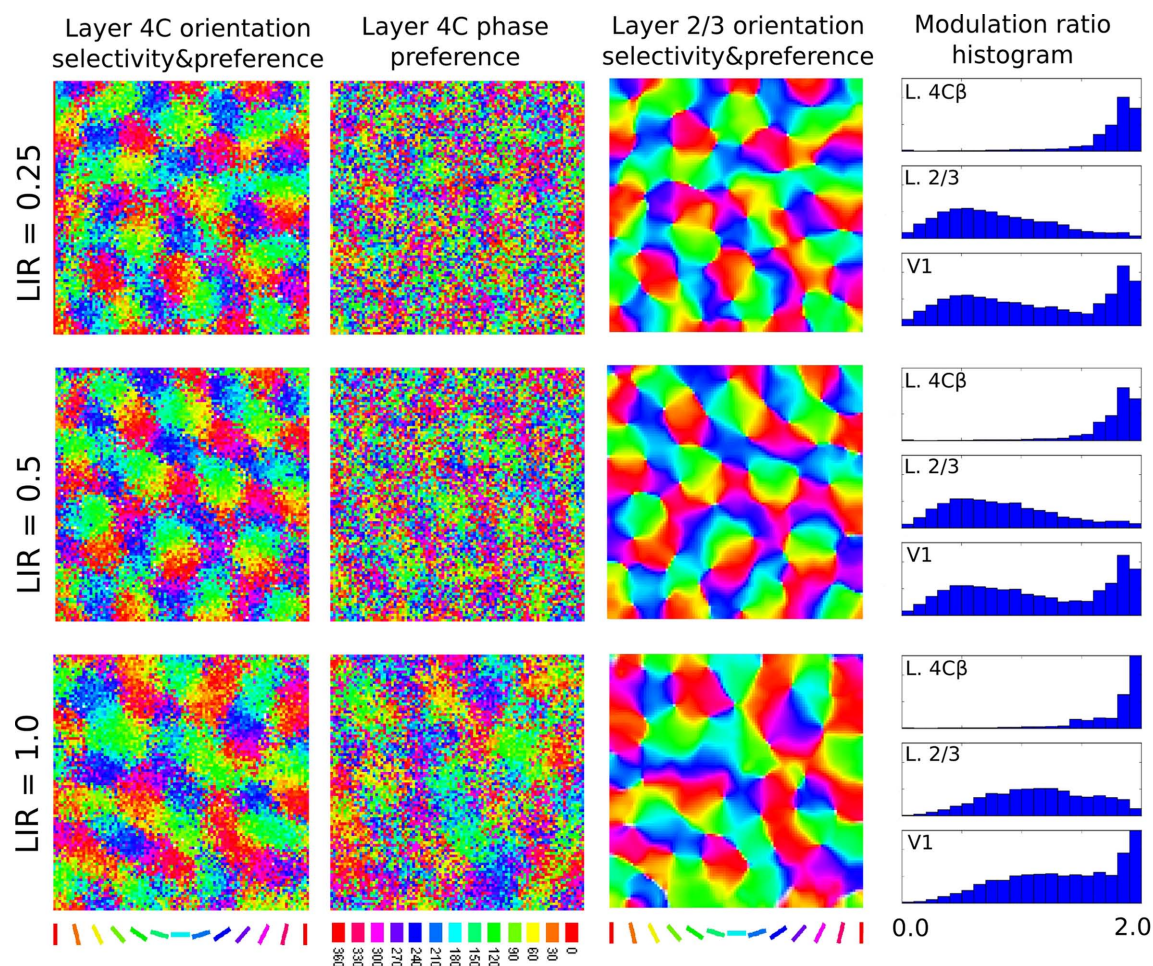 Layer 4C orientation
selectivity&preference
Layer 4C phase
preference
Layer 2/3 orientation
selectivity&preference
Modulation ratio
histogram
LIR = 0.25
L. 4Cβ
L. 2/3
V1
LIR = 0.5
L. 4Cβ
L. 2/3
V1
LIR = 1.0
L. 4Cβ
L. 2/3
V1
360 330 300 270 240 210 180 150 120 90 60 30 0
0.0 2.0